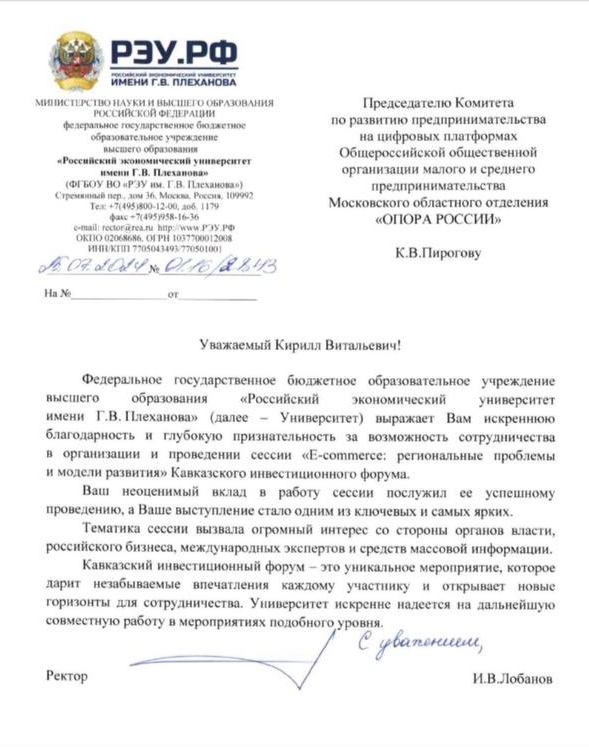 РЭУ.РФ
РОССИЙСКИЙ ЭКОНОМИЧЕСКИЙ УНИВЕРСИТЕТ
ИМЕНИ Г.В. ПЛЕХАНОВА
МИНИСТЕРСТВО НАУКИ И ВЫСШЕГО ОБРАЗОВАНИЯ
РОССИЙСКОЙ ФЕДЕРАЦИИ
федеральное государственное бюджетное
образовательное учреждение
высшего образования
«Российский экономический университет
имени Г.В. Плеханова»
(ФГБОУ ВО «РЭУ им. Г.В. Плеханова»)
Стремянный пер., дом 36, Москва, Россия, 109992
Тел: +7(495)800-12-00, доб. 1179
факс +7(495)958-16-36
e-mail: rector@rea.ru http://www.РЭУ.РФ
ОКПО 02068686, ОГРН 1037700012008
ИНН/КПП 7705043493/770501001
07.2024 № 01.16/2843
На № от
Председателю Комитета
по развитию предпринимательства
на цифровых платформах
Общероссийской общественной
организации малого и среднего
предпринимательства
Московского областного отделения
«ОПОРА РОССИИ»
К.В.Пирогову
Уважаемый Кирилл Витальевич!
Федеральное государственное бюджетное образовательное учреждение
высшего образования «Российский экономический университет
имени Г.В. Плеханова» (далее – Университет) выражает Вам искреннюю
благодарность и глубокую признательность за возможность сотрудничества
в организации и проведении сессии «E-commerce: региональные проблемы
и модели развития» Кавказского инвестиционного форума.
Ваш неоценимый вклад в работу сессии послужил ее успешному
проведению, а Ваше выступление стало одним из ключевых и самых ярких.
Тематика сессии вызвала огромный интерес со стороны органов власти,
российского бизнеса, международных экспертов и средств массовой информации.
Кавказский инвестиционный форум – это уникальное мероприятие, которое
дарит незабываемые впечатления каждому участнику и открывает новые
горизонты для сотрудничества. Университет искренне надеется на дальнейшую
совместную работу в мероприятиях подобного уровня.
С уважением,
Ректор
И.В.Лобанов